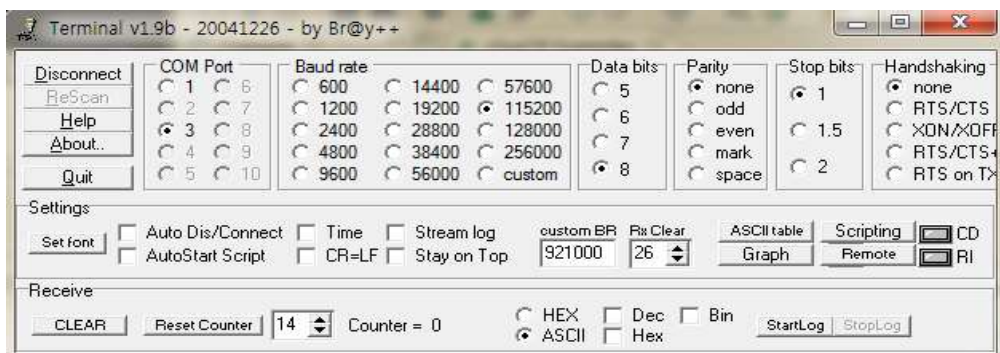 Terminal v1.9b - 20041226 - by Br@y++
Disconnect
ReScan
Help
About..
Quit
COM Port
1 6
2 7
3 8
4 9
5 10
Baud rate
600 14400 57600
1200 19200 115200
2400 28800 128000
4800 38400 256000
9600 56000 custom
Data bits
5
6
7
8
Parity
none
odd
even
mark
space
Stop bits
1
1.5
2
Handshaking
none
RTS/CTS
XON/XOFF
RTS/CTS+
RTS on TX
Settings
Set font
Auto Dis/Connect Time Stream log
AutoStart Script CR=LF Stay on Top
custom BR Rx Clear
921000 26
ASCII table Scripting CD
Graph Remote RI
Receive
CLEAR Reset Counter 14 Counter = 0
HEX Dec Bin
ASCII Hex
StartLog StopLog